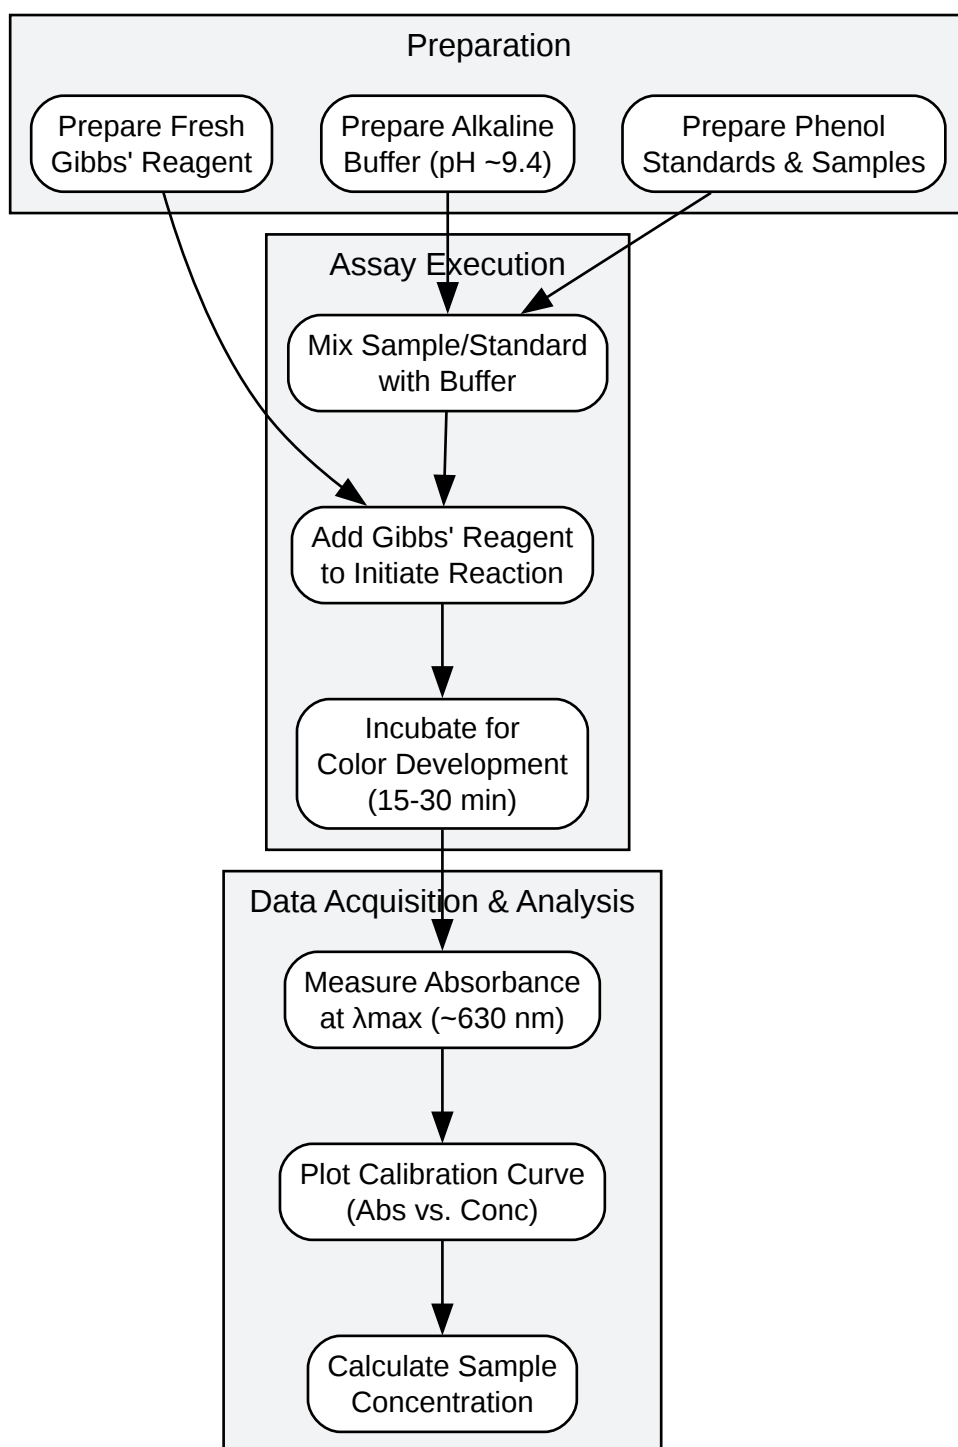 Preparation
Prepare Fresh
Gibbs' Reagent
Prepare Alkaline
Buffer (pH ~9.4)
Prepare Phenol
Standards & Samples
Assay Execution
Mix Sample/Standard
with Buffer
Add Gibbs' Reagent
to Initiate Reaction
Incubate for
Color Development
(15-30 min)
Data Acquisition & Analysis
Measure Absorbance
at λmax (~630 nm)
Plot Calibration Curve
(Abs vs. Conc)
Calculate Sample
Concentration